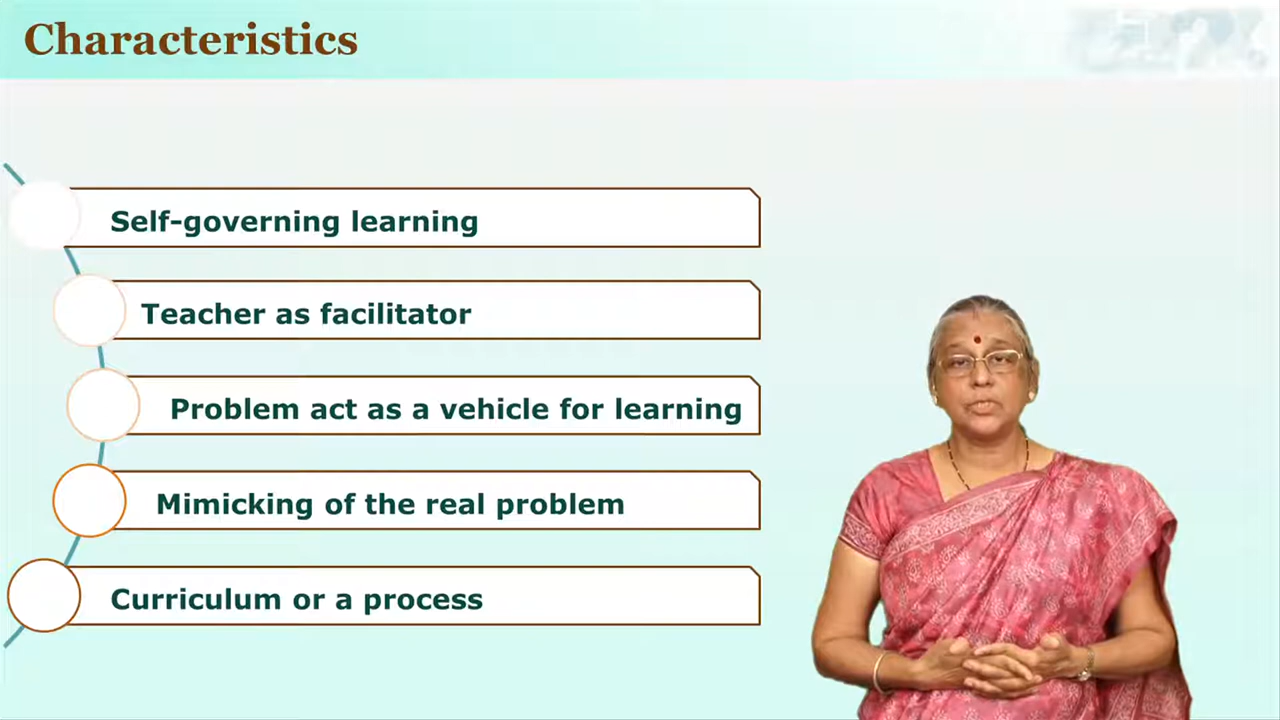 Characteristics
Self-governing learning
Teacher as facilitator
Problem act as a vehicle for learning
Mimicking of the real problem
Curriculum or a process